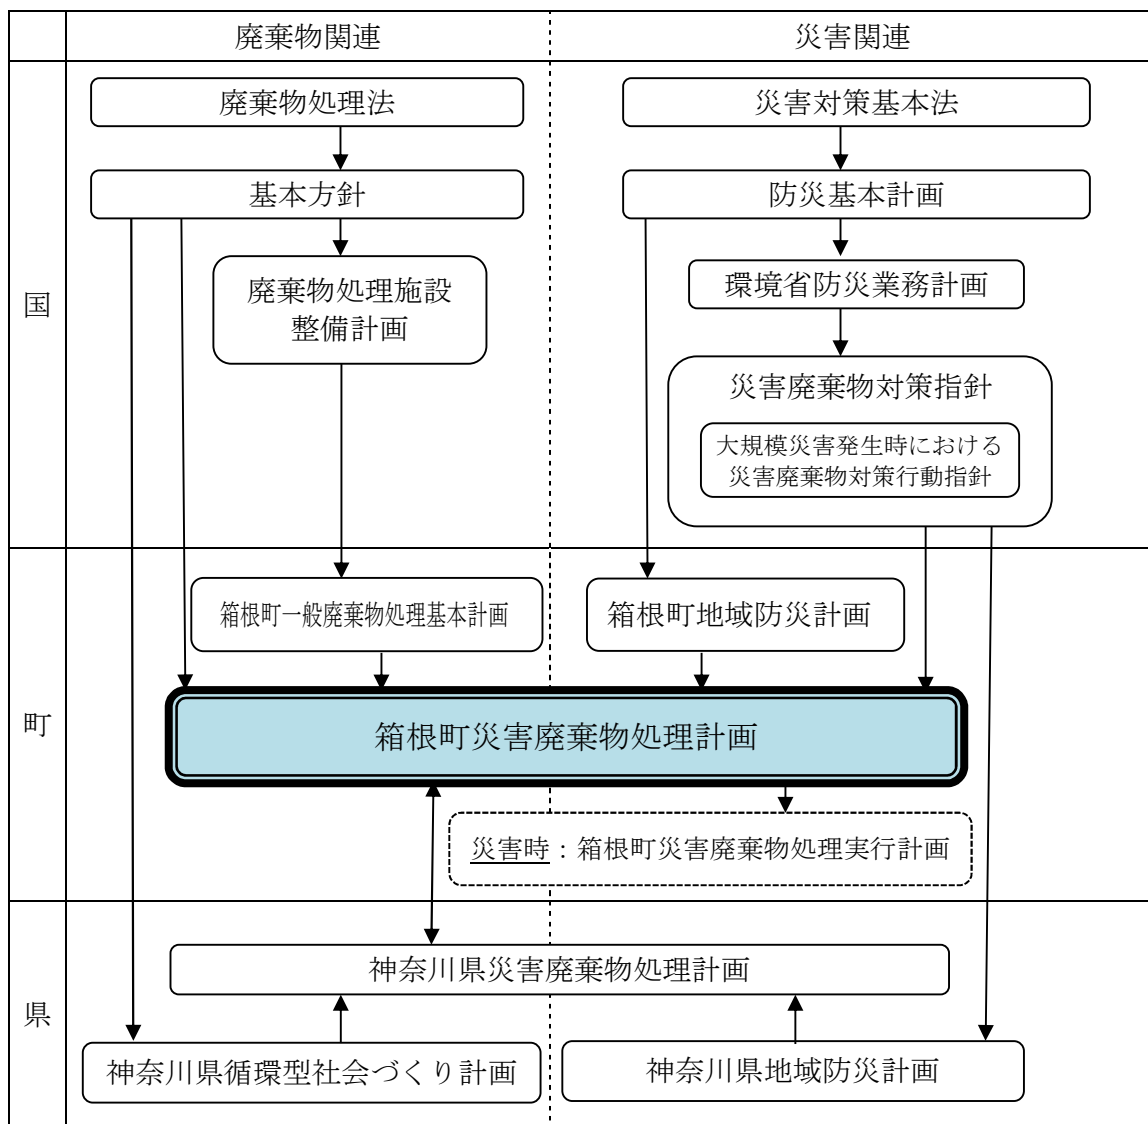 廃棄物関連
災害関連
国
廃棄物処理法
災害対策基本法
基本方針
防災基本計画
廃棄物処理施設
整備計画
環境省防災業務計画
災害廃棄物対策指針
大規模災害発生時における
災害廃棄物対策行動指針
町
箱根町一般廃棄物処理基本計画
箱根町地域防災計画
箱根町災害廃棄物処理計画
災害時：箱根町災害廃棄物処理実行計画
県
神奈川県災害廃棄物処理計画
神奈川県循環型社会づくり計画
神奈川県地域防災計画